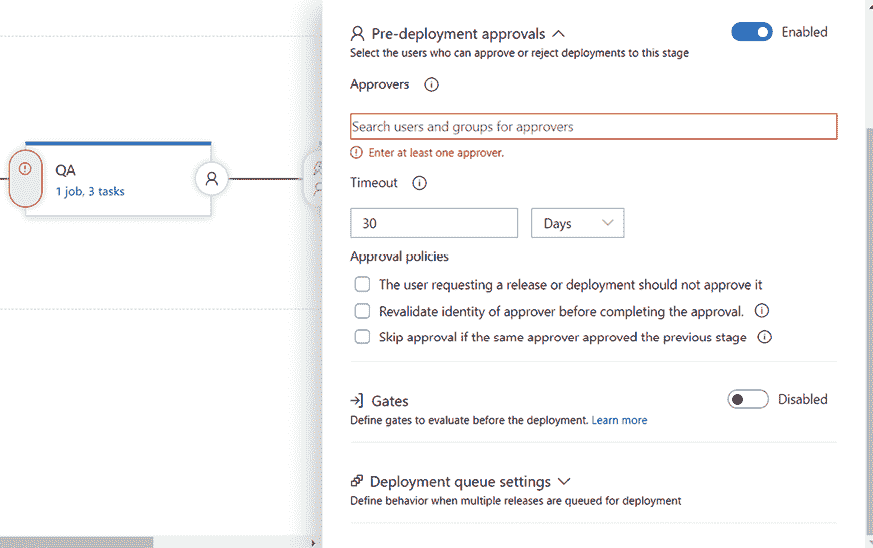 QA
1 job, 3 tasks
Pre-deployment approvals
Enabled
Select the users who can approve or reject deployments to this stage
Approvers
Search users and groups for approvers
Enter at least one approver.
Timeout
30
Days
Approval policies
The user requesting a release or deployment should not approve it
Revalidate identity of approver before completing the approval.
Skip approval if the same approver approved the previous stage
Gates
Disabled
Define gates to evaluate before the deployment. Learn more
Deployment queue settings
Define behavior when multiple releases are queued for deployment